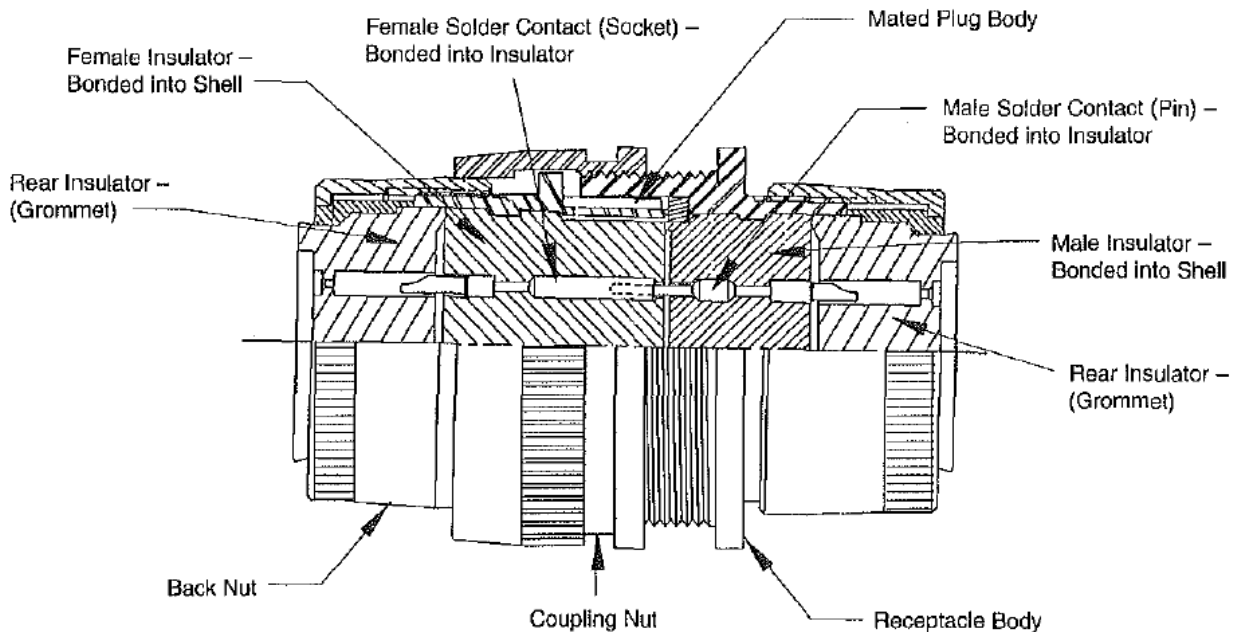 Female Solder Contact (Socket) –
Bonded into Insulator
Mated Plug Body
Female Insulator –
Bonded into Shell
Male Solder Contact (Pin) –
Bonded into Insulator
Rear Insulator –
(Grommet)
Male Insulator –
Bonded into Shell
Rear Insulator –
(Grommet)
Back Nut
Coupling Nut
Receptacle Body